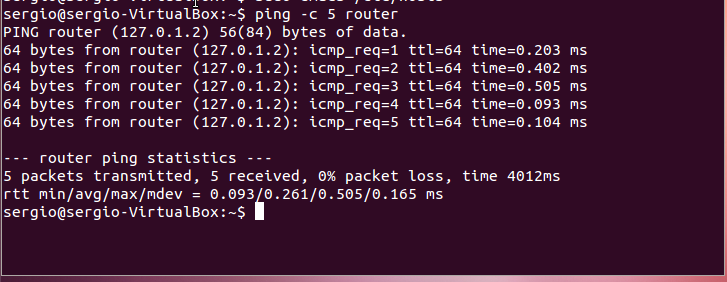 sergio@sergio-VirtualBox:~$
sergio@sergio-VirtualBox:~$ ping -c 5 router
PING router (127.0.1.2) 56(84) bytes of data.
64 bytes from router (127.0.1.2): icmp_req=1 ttl=64 time=0.203 ms
64 bytes from router (127.0.1.2): icmp_req=2 ttl=64 time=0.402 ms
64 bytes from router (127.0.1.2): icmp_req=3 ttl=64 time=0.505 ms
64 bytes from router (127.0.1.2): icmp_req=4 ttl=64 time=0.093 ms
64 bytes from router (127.0.1.2): icmp_req=5 ttl=64 time=0.104 ms
--- router ping statistics ---
5 packets transmitted, 5 received, 0% packet loss, time 4012ms
rtt min/avg/max/mdev = 0.093/0.261/0.505/0.165 ms
sergio@sergio-VirtualBox:~$